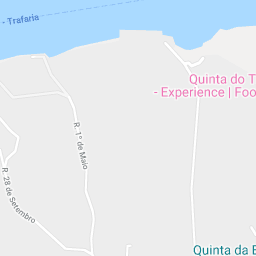 - Trafaria
Quinta do T
- Experience | Foo
R. 1º de Maio
R. 28 de Setembro
Quinta da